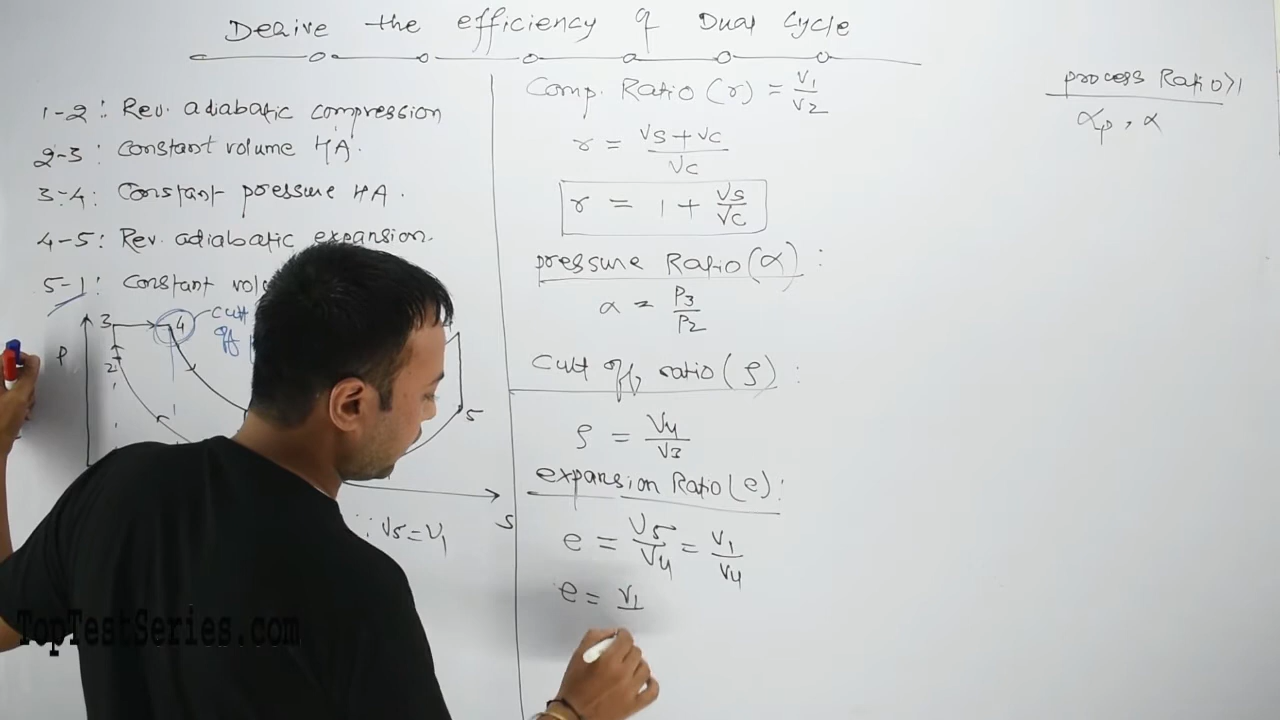 Derive the efficiency of Dual Cycle
1-2: Rev. adiabatic compression
2-3: Constant volume HA.
3-4: Constant pressure HA.
4-5: Rev. adiabatic expansion.
5-1: Constant
3
4
cutt
off
P
2
5
S
∵ V5=V1
Comp. Ratio (r) = V1/V2
r = Vs+Vc/Vc
r = 1 + Vs/Vc
pressure Ratio (α) :
α = P3/P2
Cutt off ratio (ρ) :
ρ = V4/V3
expansion Ratio (e) :
e = V5/V4 = V1/V4
e = V1
process Ratio>1
αp, α
TopTestSeries.com